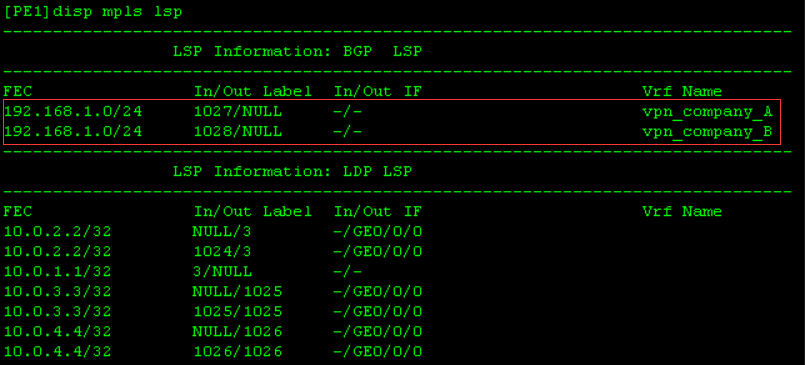 [PE1]disp mpls lsp
-------------------------------------------------------------------------------
LSP Information: BGP  LSP
-------------------------------------------------------------------------------
FEC                In/Out Label  In/Out IF                      Vrf Name
192.168.1.0/24     1027/NULL     -/-                            vpn_company_A
192.168.1.0/24     1028/NULL     -/-                            vpn_company_B
-------------------------------------------------------------------------------
LSP Information: LDP LSP
-------------------------------------------------------------------------------
FEC                In/Out Label  In/Out IF                      Vrf Name
10.0.2.2/32        NULL/3        -/GE0/0/0
10.0.2.2/32        1024/3        -/GE0/0/0
10.0.1.1/32        3/NULL        -/-
10.0.3.3/32        NULL/1025     -/GE0/0/0
10.0.3.3/32        1025/1025     -/GE0/0/0
10.0.4.4/32        NULL/1026     -/GE0/0/0
10.0.4.4/32        1026/1026     -/GE0/0/0